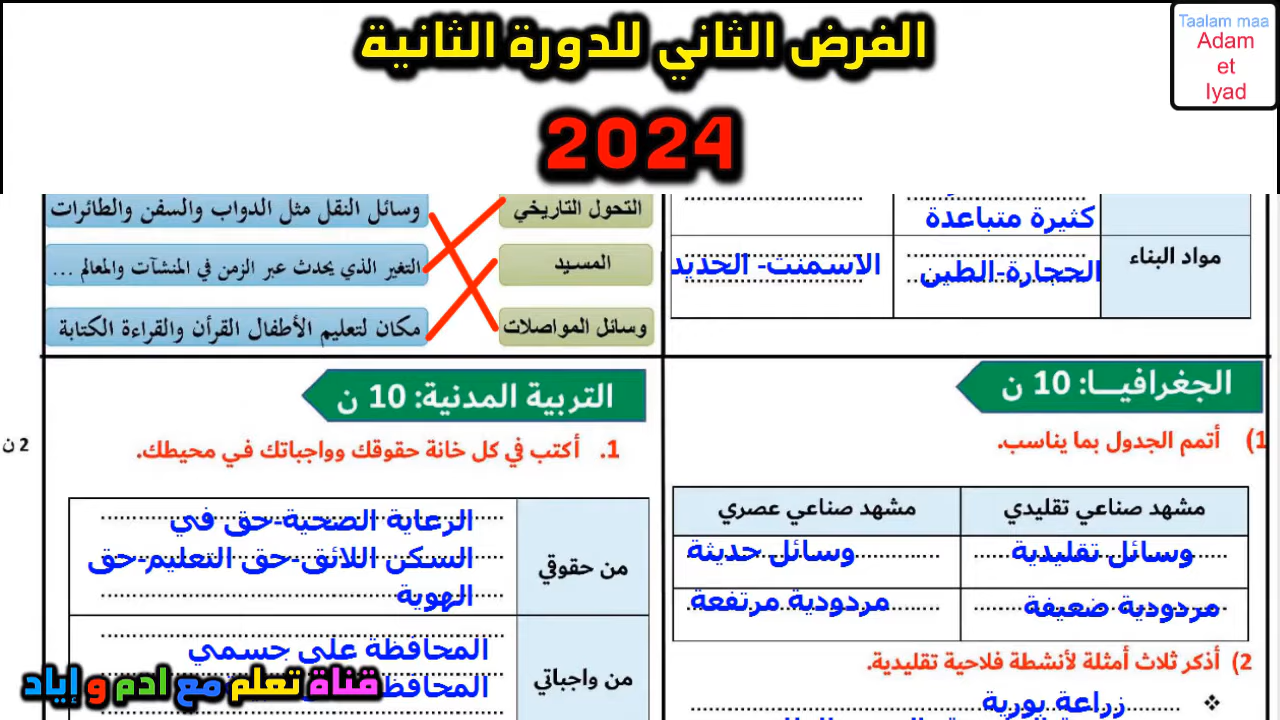 الفرض الثاني للدورة الثانية
2024
Taalam maa
Adam
et
Iyad
كثيرة متباعدة
مواد البناء
الحجارة-الطين
الاسمنت- الحديد
التحول التاريخي
وسائل النقل مثل الدواب والسفن والطائرات
المسيد
التغير الذي يحدث عبر الزمن في المنشآت والمعالم ...
وسائل المواصلات
مكان لتعليم الأطفال القرأن والقراءة الكتابة
الجغرافيـــا: 10 ن
1) أتمم الجدول بما يناسب.
مشهد صناعي تقليدي
مشهد صناعي عصري
وسائل تقليدية
وسائل حديثة
مردودية ضعيفة
مردودية مرتفعة
2) أذكر ثلاث أمثلة لأنشطة فلاحية تقليدية.
❖ زراعة بورية
التربية المدنية: 10 ن
2 ن
1. أكتب في كل خانة حقوقك وواجباتك في محيطك.
من حقوقي
الرعاية الصحية-حق في
السكن اللائق-حق التعليم-حق
الهوية
من واجباتي
المحافظة على جسمي
قناة تعلم مع ادم و إياد